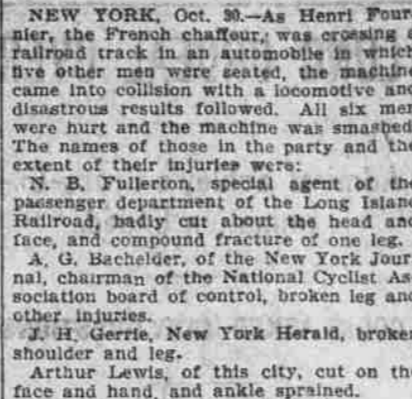 NEW YORK, Oct. 30.—As Henri Four
nier, the French chaffeur, was crossing a
railroad track in an automobile in which
five other men were seated, the machine
came into collision with a locomotive and
disastrous results followed. All six men
were hurt and the machine was smashed.
The names of those in the party and the
extent of their injuries were:
N. B. Fullerton, special agent of the
passenger department of the Long Island
Railroad, badly cut about the head and
face, and compound fracture of one leg.
A. G. Bachelder, of the New York Jour
nal, chairman of the National Cyclist As
sociation board of control, broken leg and
other injuries.
J. H. Gerrie, New York Herald, broken
shoulder and leg.
Arthur Lewis, of this city, cut on the
face and hand, and ankle sprained.